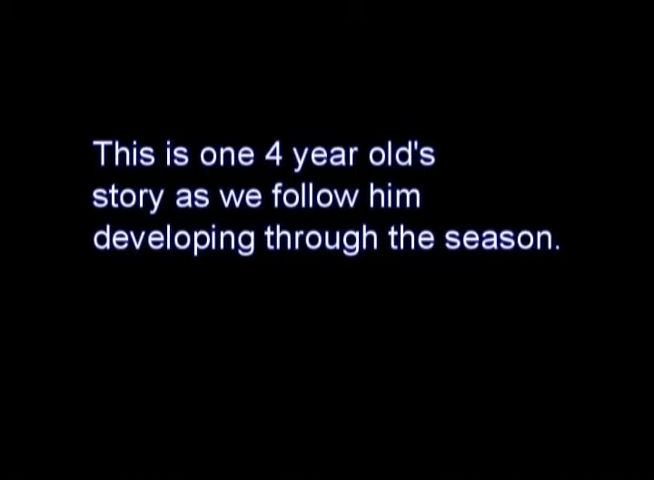 This is one 4 year old's
story as we follow him
developing through the season.